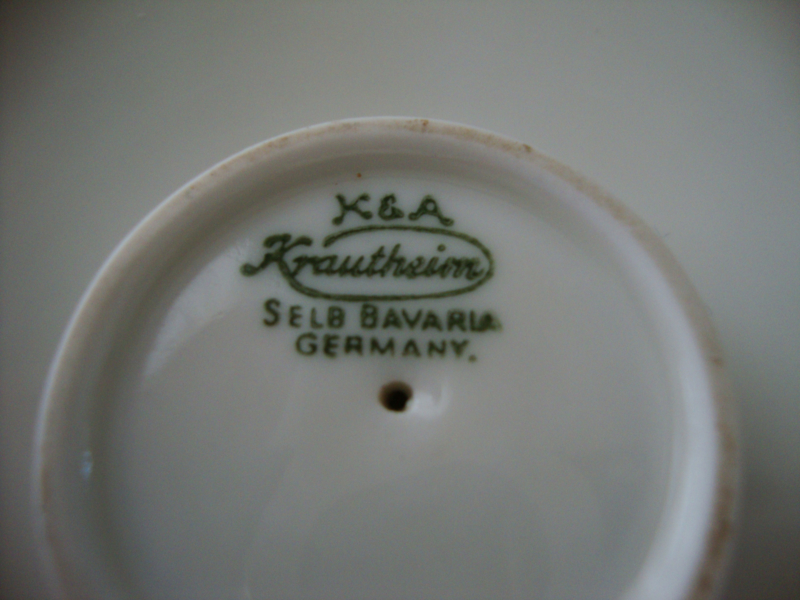 K&A
Krautheim
SELB BAVARIA
GERMANY.